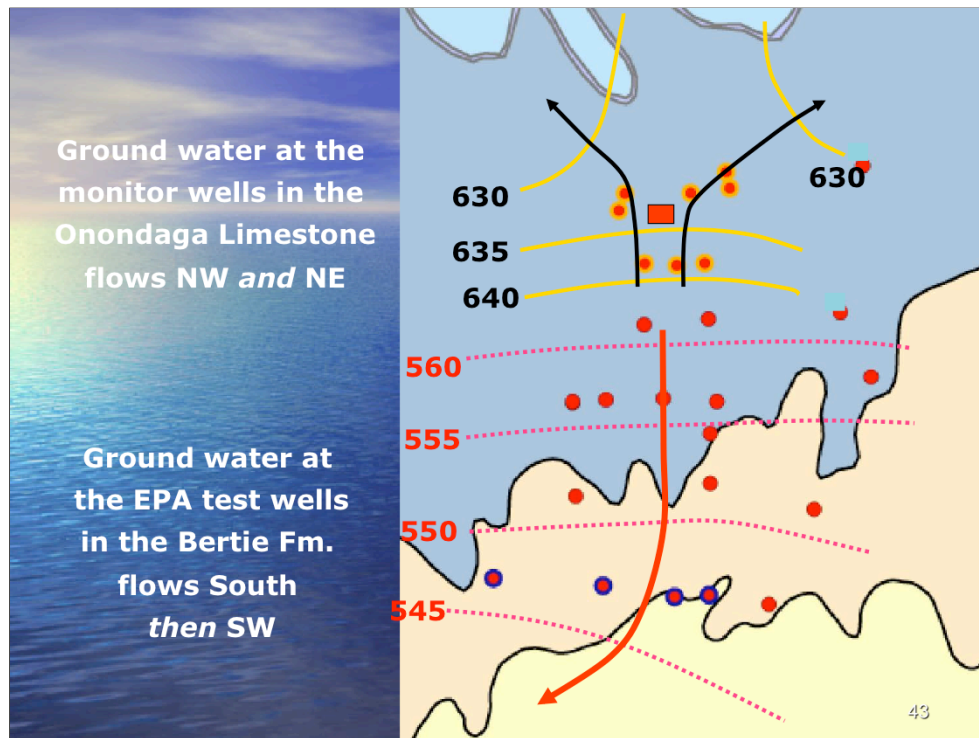 Ground water at the
monitor wells in the
Onondaga Limestone
flows NW and NE
Ground water at
the EPA test wells
in the Bertie Fm.
flows South
then SW
630
630
635
640
560
555
550
545
43